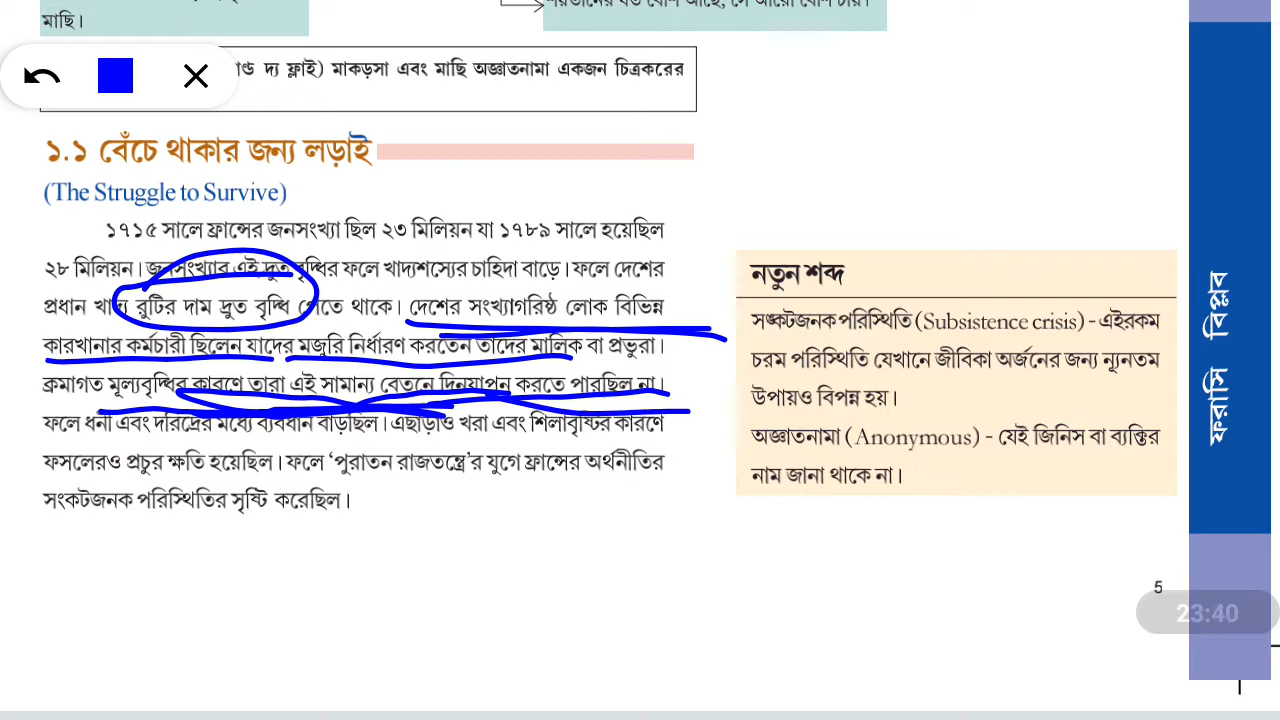 মাছি।
শয়তানের যত বেশি আছে, সে আরো বেশি চায়।
দ্য ফ্লাই) মাকড়সা এবং মাছি অজ্ঞাতনামা একজন চিত্রকরের
১.১ বেঁচে থাকার জন্য লড়াই
(The Struggle to Survive)
১৭১৫ সালে ফ্রান্সের জনসংখ্যা ছিল ২৩ মিলিয়ন যা ১৭৮৯ সালে হয়েছিল
২৮ মিলিয়ন। জনসংখ্যার এই দ্রুত বৃদ্ধির ফলে খাদ্যশস্যের চাহিদা বাড়ে। ফলে দেশের
প্রধান খাদ্য রুটির দাম দ্রুত বৃদ্ধি পেতে থাকে। দেশের সংখ্যাগরিষ্ঠ লোক বিভিন্ন
কারখানার কর্মচারী ছিলেন যাদের মজুরি নির্ধারণ করতেন তাদের মালিক বা প্রভুরা।
ক্রমাগত মূল্যবৃদ্ধির কারণে তারা এই সামান্য বেতনে দিনযাপন করতে পারছিল না।
ফলে ধনী এবং দরিদ্রের মধ্যে ব্যবধান বাড়ছিল। এছাড়াও খরা এবং শিলাবৃষ্টির কারণে
ফসলেরও প্রচুর ক্ষতি হয়েছিল। ফলে ‘পুরাতন রাজতন্ত্রে’র যুগে ফ্রান্সের অর্থনীতির
সংকটজনক পরিস্থিতির সৃষ্টি করেছিল।
নতুন শব্দ
সঙ্কটজনক পরিস্থিতি (Subsistence crisis) - এইরকম
চরম পরিস্থিতি যেখানে জীবিকা অর্জনের জন্য ন্যূনতম
উপায়ও বিপন্ন হয়।
অজ্ঞাতনামা (Anonymous) - যেই জিনিস বা ব্যক্তির
নাম জানা থাকে না।
ফরাসি বিপ্লব
5
23:40